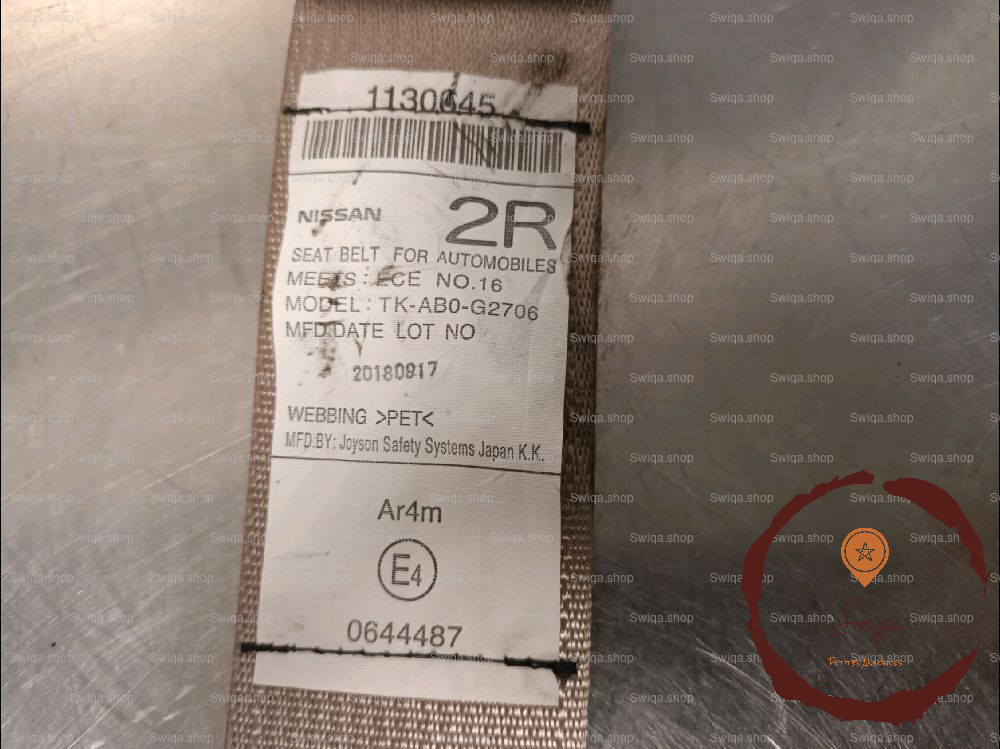 1130645
NISSAN
2R
SEAT BELT FOR AUTOMOBILES
MEETS : ECE NO.16
MODEL : TK-AB0-G2706
MFD.DATE LOT NO
20180817
WEBBING >PET<
MFD.BY: Joyson Safety Systems Japan K.K.
Ar4m
E4
0644487
Swiqa.shop